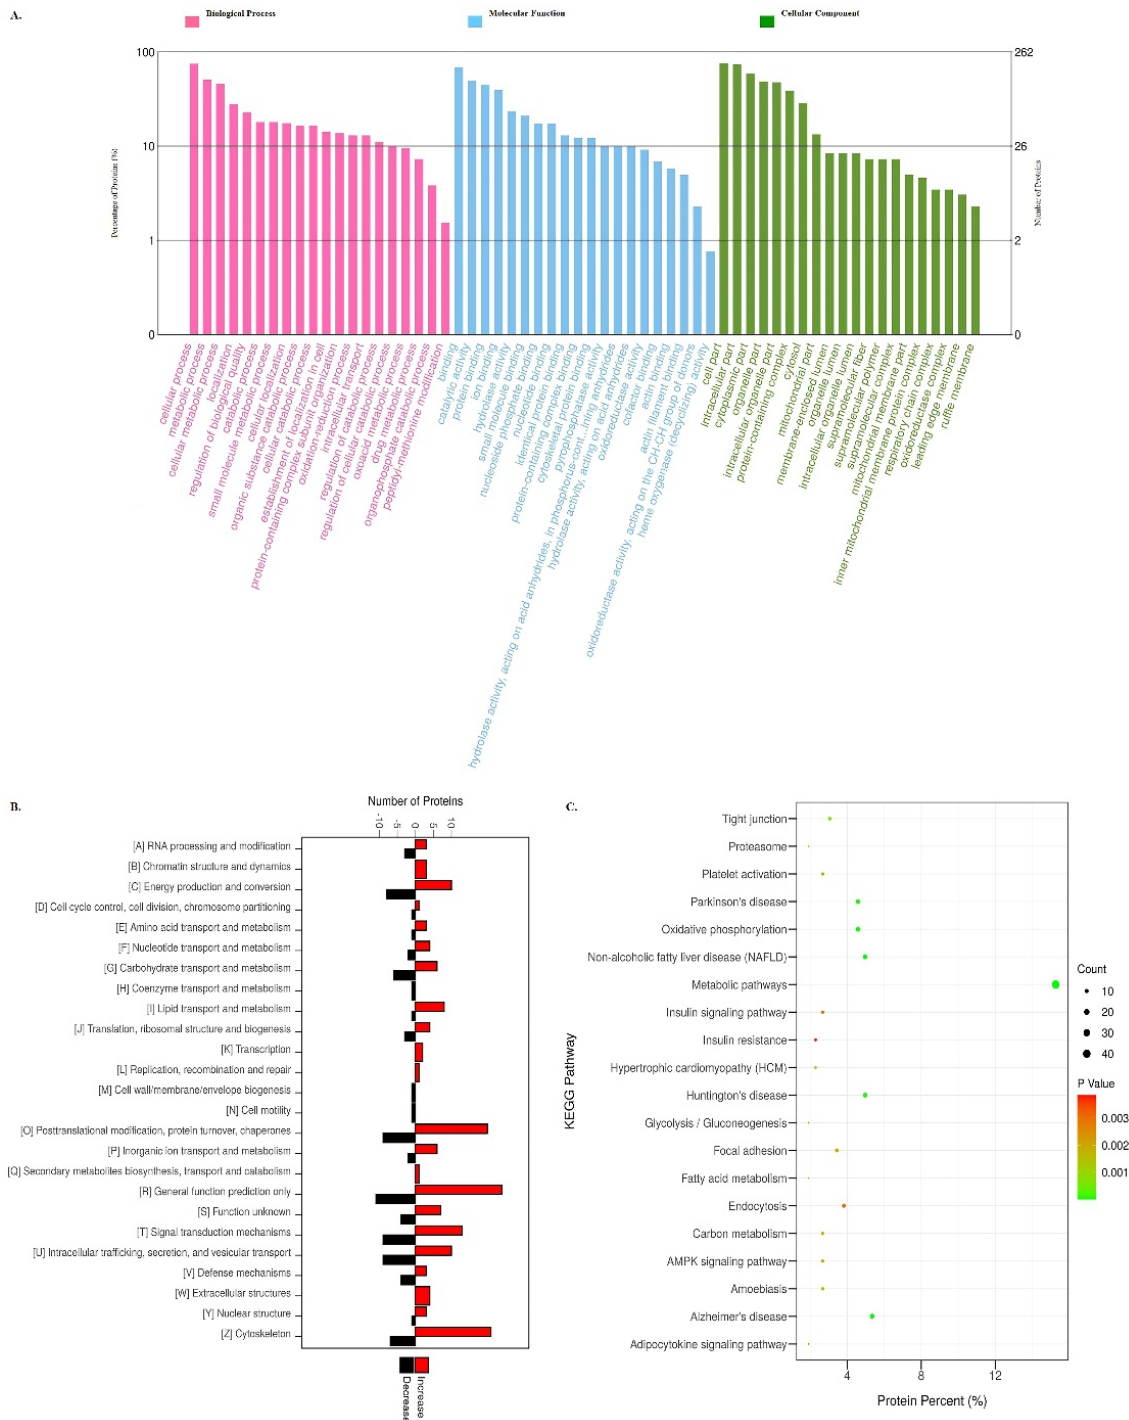 A.
Biological Process
Molecular Function
Cellular Component
Percentage of Proteins (%)
100
10
1
0
262
26
2
0
Number of Proteins
cellular process
metabolic process
cellular metabolic process
localization
regulation of biological quality
catabolic process
small molecule metabolic process
cellular localization
organic substance catabolic process
cellular catabolic process
establishment of localization in cell
protein-containing complex subunit organization
oxidation-reduction process
intracellular transport
regulation of catabolic process
regulation of cellular catabolic process
oxoacid metabolic process
drug metabolic process
organophosphate catabolic process
peptidyl-methionine modification
binding
catalytic activity
protein binding
ion binding
hydrolase activity
small molecule binding
nucleoside phosphate binding
nucleotide binding
identical protein binding
protein-containing complex binding
cytoskeletal protein binding
pyrophosphatase activity
hydrolase activity, acting on acid anhydrides, in phosphorus-cont...ining anhydrides
hydrolase activity, acting on acid anhydrides
oxidoreductase activity
cofactor binding
actin binding
actin filament binding
oxidoreductase activity, acting on the CH-CH group of donors
heme oxygenase (decyclizing) activity
cell part
intracellular part
cytoplasmic part
organelle part
intracellular organelle part
protein-containing complex
cytosol
mitochondrial part
membrane-enclosed lumen
organelle lumen
intracellular organelle lumen
supramolecular fiber
supramolecular polymer
supramolecular complex
mitochondrial membrane part
inner mitochondrial membrane protein complex
respiratory chain complex
oxidoreductase complex
leading edge membrane
ruffle membrane
B.
Number of Proteins
-10
-5
0
5
10
[A] RNA processing and modification
[B] Chromatin structure and dynamics
[C] Energy production and conversion
[D] Cell cycle control, cell division, chromosome partitioning
[E] Amino acid transport and metabolism
[F] Nucleotide transport and metabolism
[G] Carbohydrate transport and metabolism
[H] Coenzyme transport and metabolism
[I] Lipid transport and metabolism
[J] Translation, ribosomal structure and biogenesis
[K] Transcription
[L] Replication, recombination and repair
[M] Cell wall/membrane/envelope biogenesis
[N] Cell motility
[O] Posttranslational modification, protein turnover, chaperones
[P] Inorganic ion transport and metabolism
[Q] Secondary metabolites biosynthesis, transport and catabolism
[R] General function prediction only
[S] Function unknown
[T] Signal transduction mechanisms
[U] Intracellular trafficking, secretion, and vesicular transport
[V] Defense mechanisms
[W] Extracellular structures
[Y] Nuclear structure
[Z] Cytoskeleton
Increase
Decrease
C.
KEGG Pathway
Tight junction
Proteasome
Platelet activation
Parkinson's disease
Oxidative phosphorylation
Non-alcoholic fatty liver disease (NAFLD)
Metabolic pathways
Insulin signaling pathway
Insulin resistance
Hypertrophic cardiomyopathy (HCM)
Huntington's disease
Glycolysis / Gluconeogenesis
Focal adhesion
Fatty acid metabolism
Endocytosis
Carbon metabolism
AMPK signaling pathway
Amoebiasis
Alzheimer's disease
Adipocytokine signaling pathway
4
8
12
Protein Percent (%)
Count
10
20
30
40
P Value
0.003
0.002
0.001